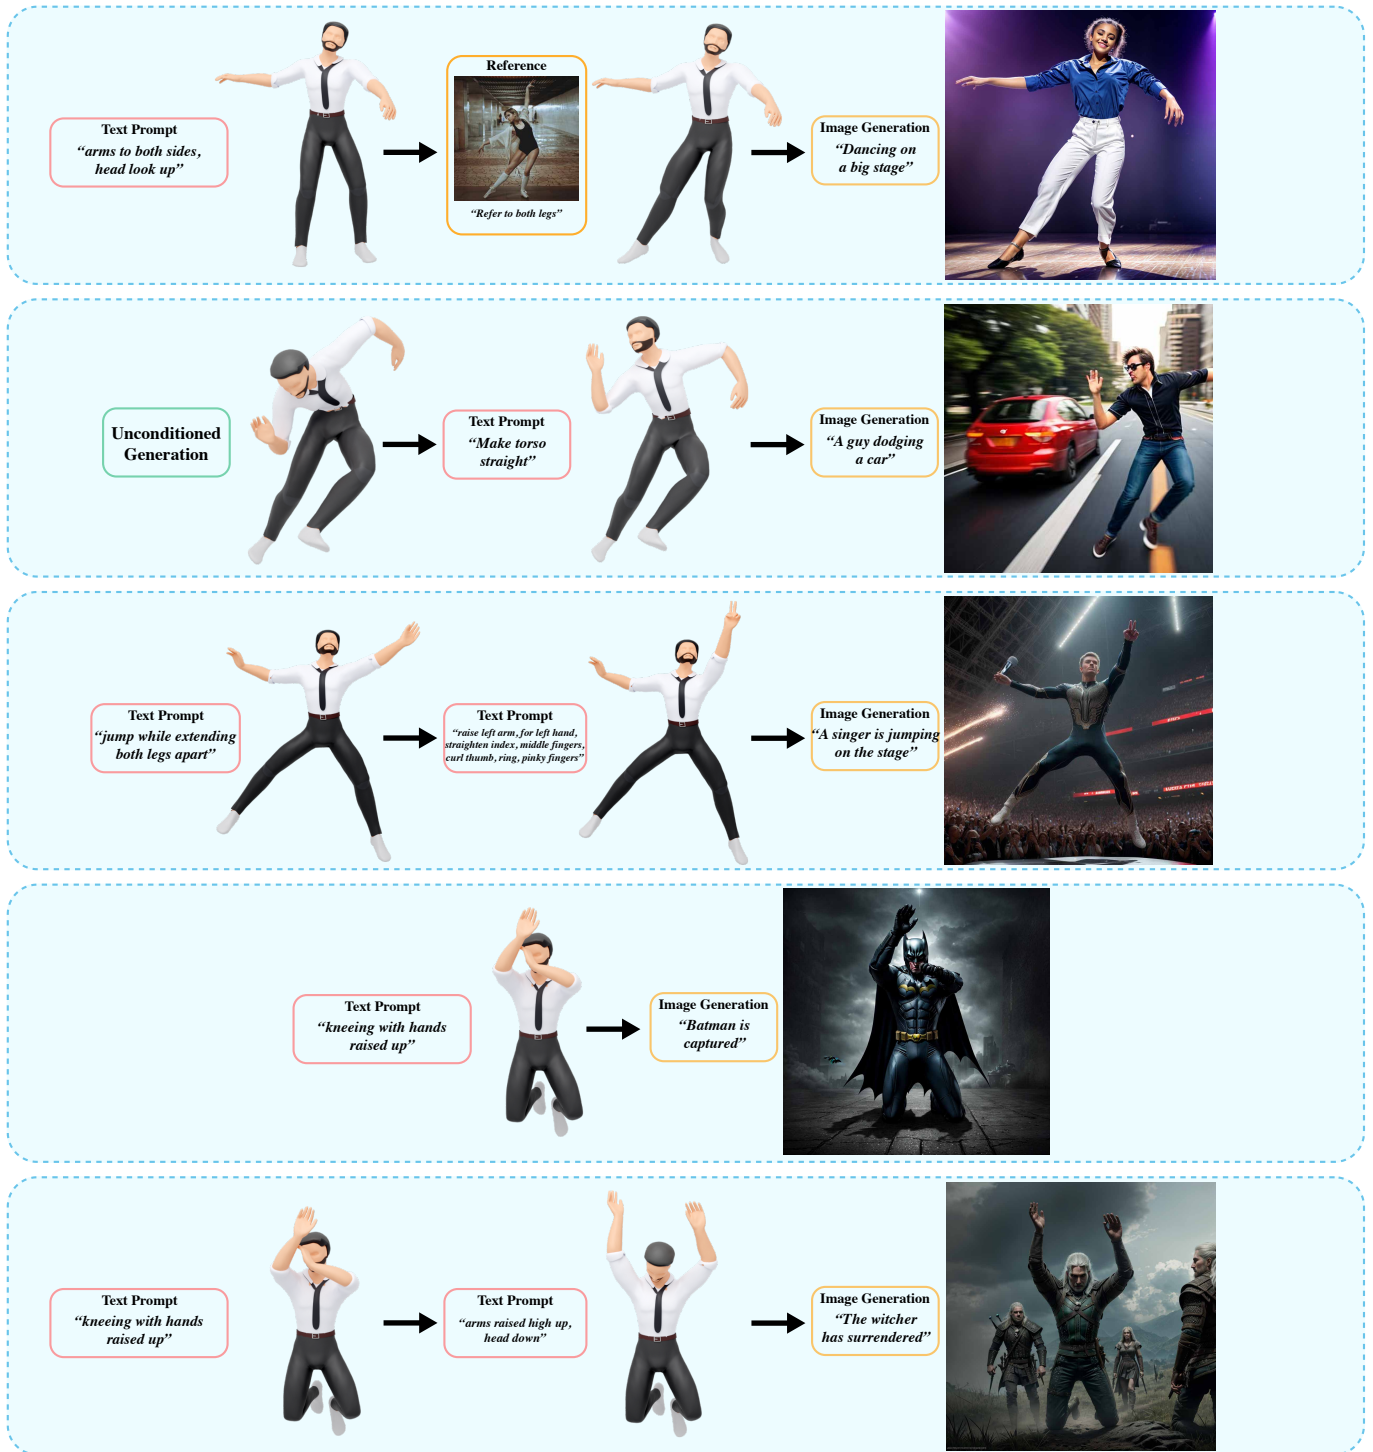 Text Prompt
“arms to both sides,
head look up”
Reference
“Refer to both legs”
Image Generation
“Dancing on
a big stage”
Unconditioned
Generation
Text Prompt
“Make torso
straight”
Image Generation
“A guy dodging
a car”
Text Prompt
“jump while extending
both legs apart”
Text Prompt
“raise left arm, for left hand,
straighten index, middle fingers,
curl thumb, ring, pinky fingers”
Image Generation
“A singer is jumping
on the stage”
Text Prompt
“kneeing with hands
raised up”
Image Generation
“Batman is
captured”
Text Prompt
“kneeing with hands
raised up”
Text Prompt
“arms raised high up,
head down”
Image Generation
“The witcher
has surrendered”